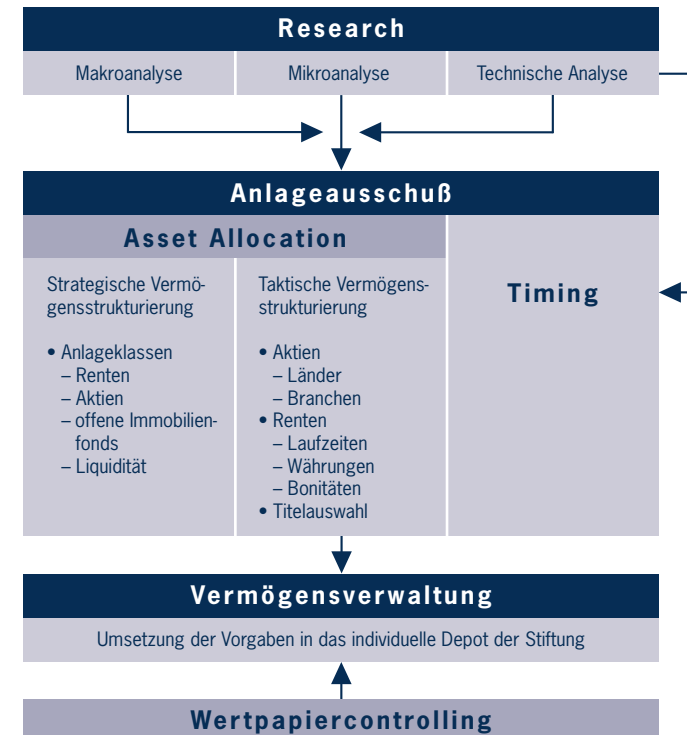 Research
Makroanalyse
Mikroanalyse
Technische Analyse
Anlageausschuß
Asset Allocation
Strategische Vermö-
gensstrukturierung
• Anlageklassen
– Renten
– Aktien
– offene Immobilien-
fonds
– Liquidität
Taktische Vermögens-
strukturierung
• Aktien
– Länder
– Branchen
• Renten
– Laufzeiten
– Währungen
– Bonitäten
• Titelauswahl
Timing
Vermögensverwaltung
Umsetzung der Vorgaben in das individuelle Depot der Stiftung
Wertpapiercontrolling